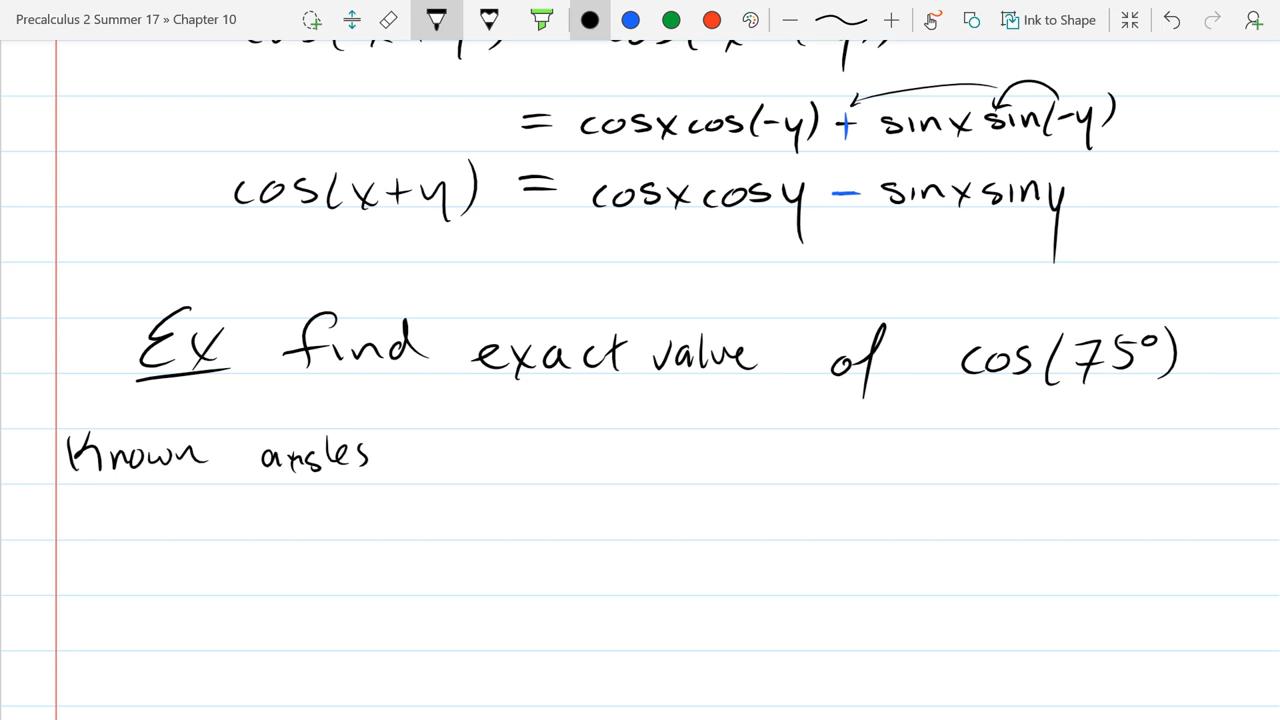 Precalculus 2 Summer 17 » Chapter 10
Ink to Shape
= cosx cos(-y) + sinx sin(-y)
cos(x+y) = cosx cosy - sinx siny
Ex find exact value of cos(75°)
Known angles